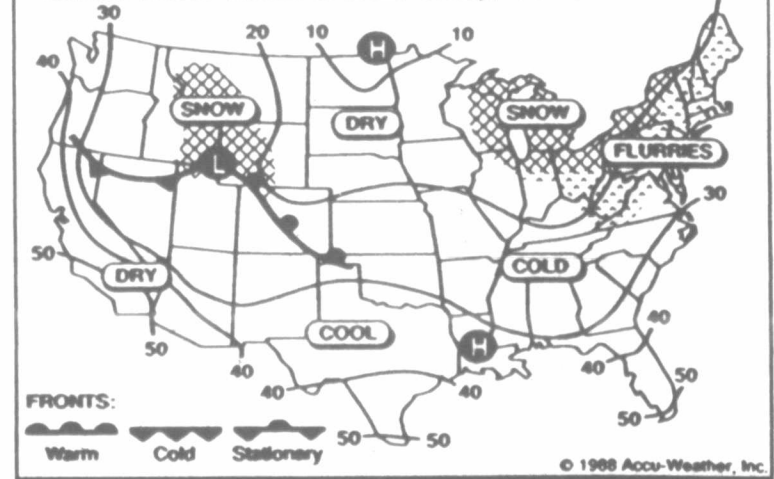 30
40
20
10
10
H
SNOW
SNOW
DRY
FLURRIES
L
30
50
DRY
COLD
50
40
COOL
H
40
40
40
40
50
50
50
50
FRONTS:
Warm
Cold
Stationary
© 1988 Accu-Weather, Inc.